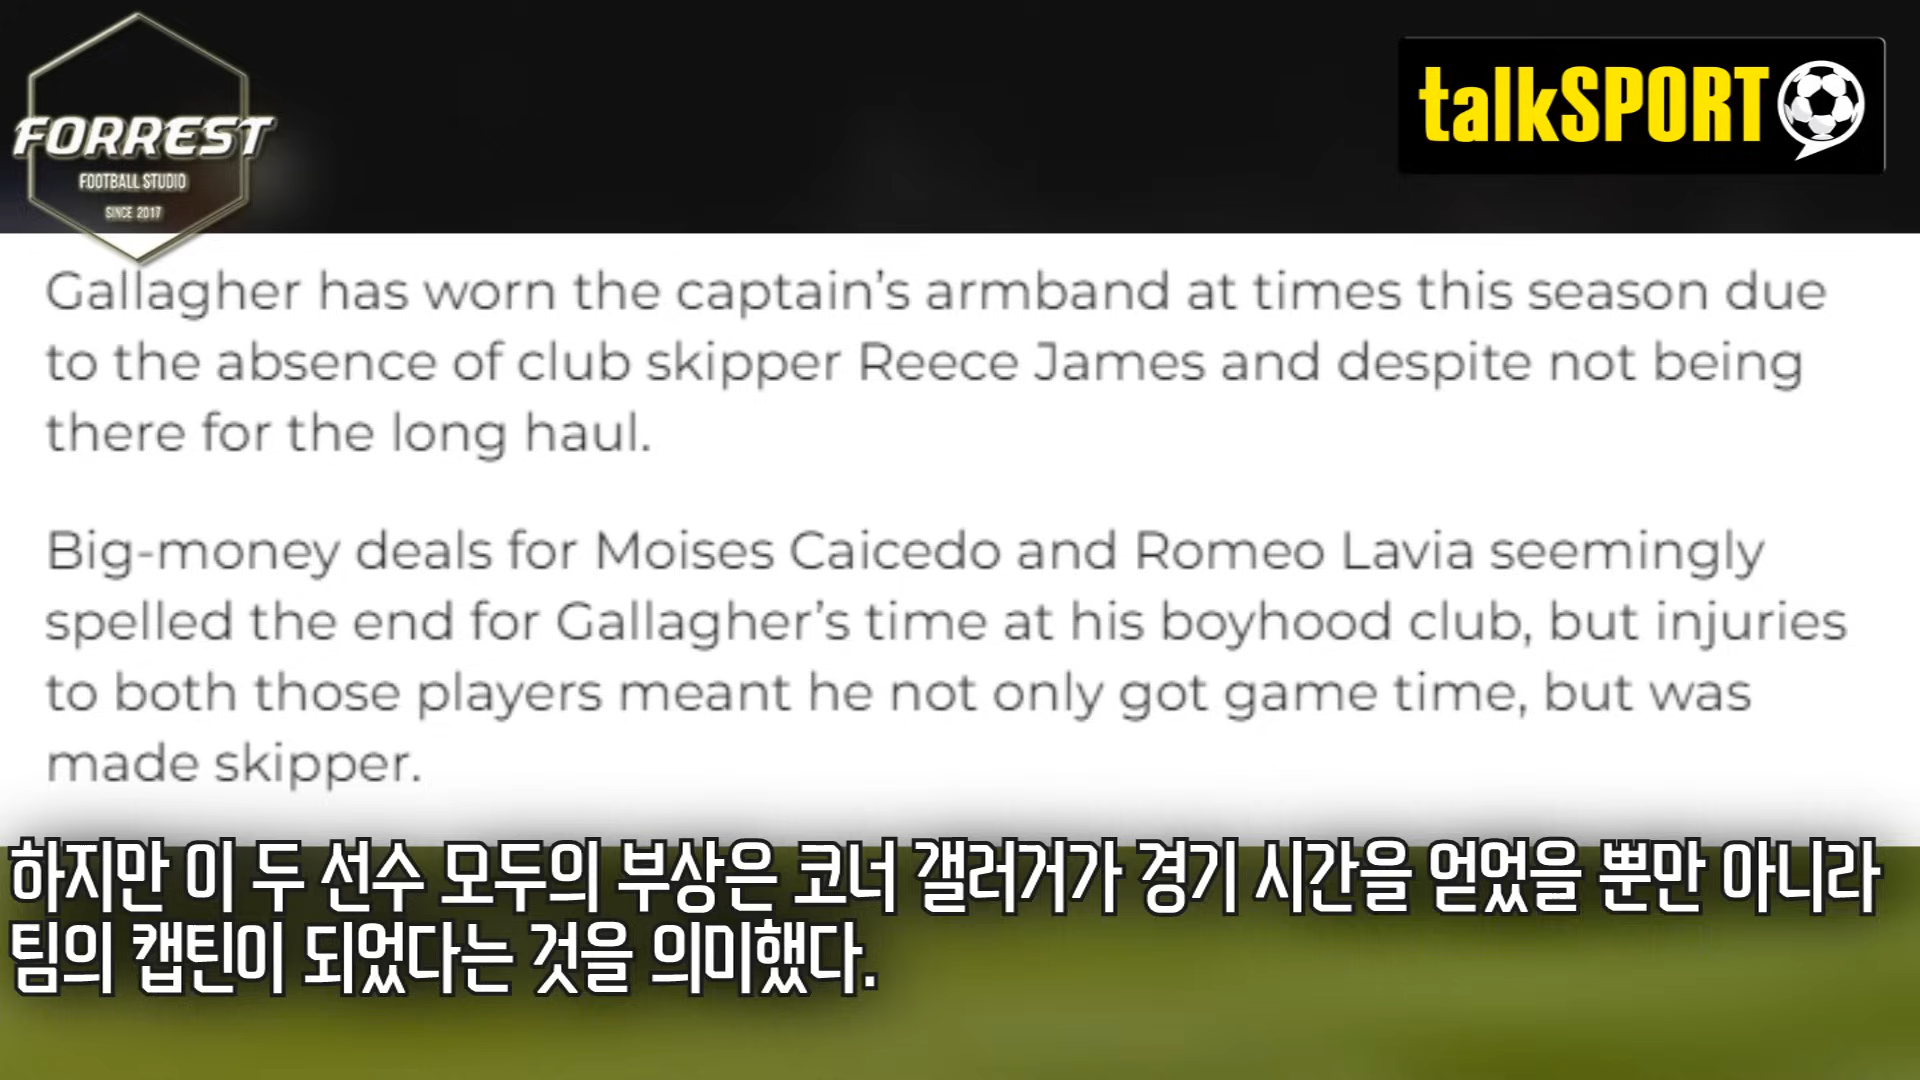 FORREST
FOOTBALL STUDIO
SINCE 2017
talkSPORT
Gallagher has worn the captain’s armband at times this season due
to the absence of club skipper Reece James and despite not being
there for the long haul.
Big-money deals for Moises Caicedo and Romeo Lavia seemingly
spelled the end for Gallagher’s time at his boyhood club, but injuries
to both those players meant he not only got game time, but was
made skipper.
하지만 이 두 선수 모두의 부상은 코너 갤러거가 경기 시간을 얻었을 뿐만 아니라
팀의 캡틴이 되었다는 것을 의미했다.